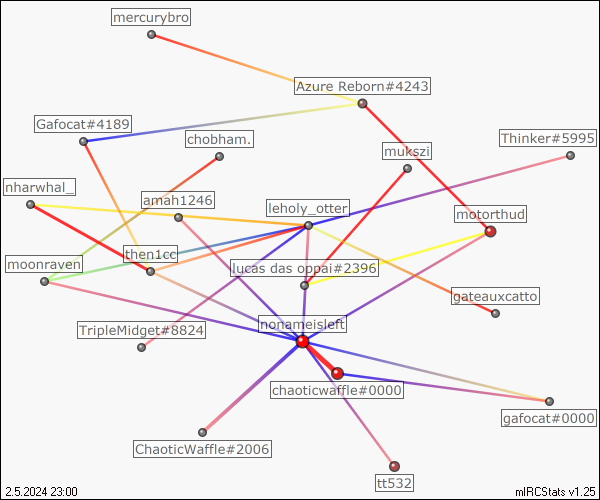 mercurybro
Azure Reborn#4243
Gafocat#4189
chobham.
Thinker#5995
mukszi
nharwhal_
amah1246
leholy_otter
motorthud
then1cc
moonraven
lucas das oppai#2396
gateauxcatto
TripleMidget#8824
nonameisleft
chaoticwaffle#0000
gafocat#0000
ChaoticWaffle#2006
tt532
2.5.2024 23:00
mIRCStats v1.25